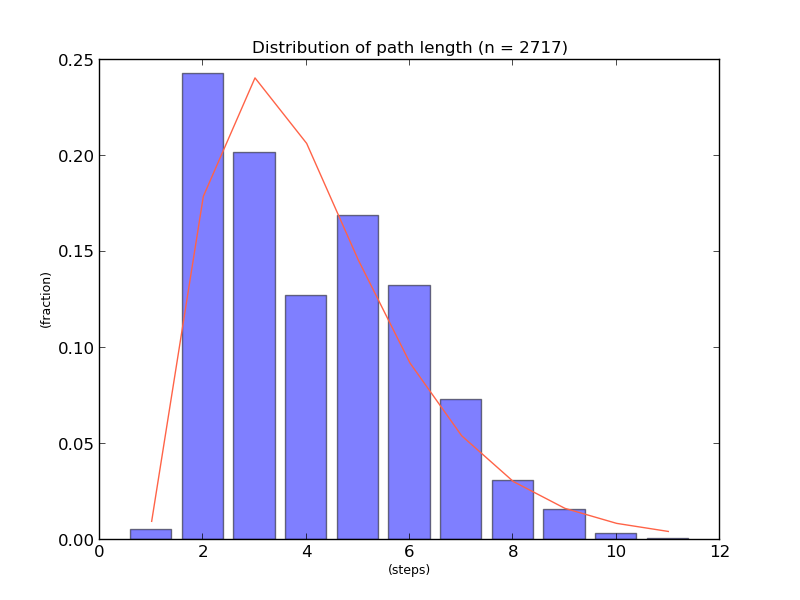 Distribution of path length (n = 2717)
0.25
0.20
0.15
0.10
0.05
0.00
(fraction)
0 2 4 6 8 10 12
(steps)